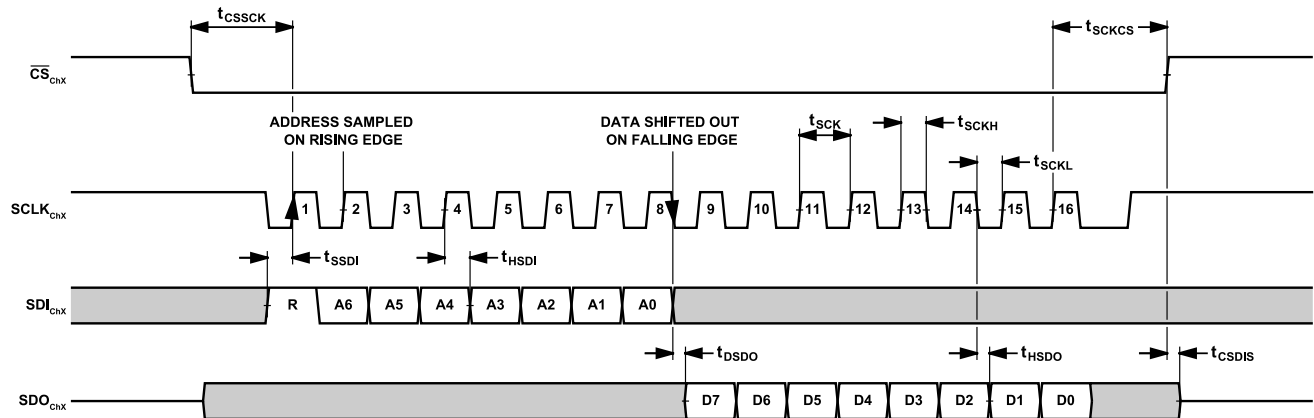 tCSSCK
tSCKCS
CSChX
ADDRESS SAMPLED
ON RISING EDGE
DATA SHIFTED OUT
ON FALLING EDGE
tSCK
tSCKH
tSCKL
SCLKChX
1 2 3 4 5 6 7 8 9 10 11 12 13 14 15 16
tSSDI
tHSDI
SDIChX
R A6 A5 A4 A3 A2 A1 A0
tDSDO
tHSDO
tCSDIS
SDOChX
D7 D6 D5 D4 D3 D2 D1 D0